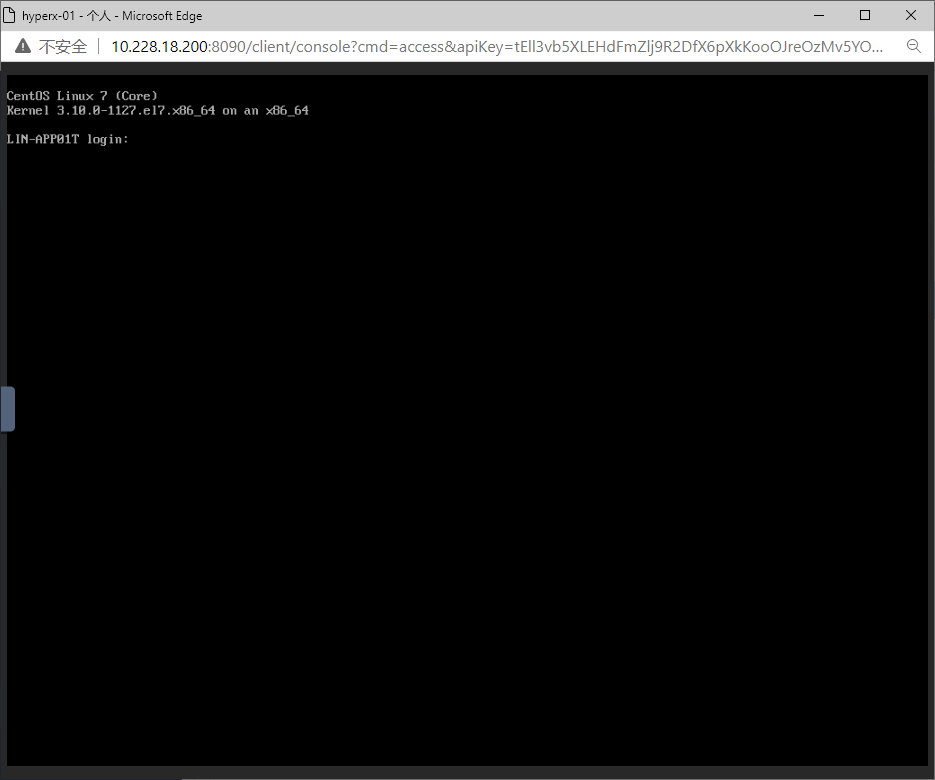 hyperx-01 - 个人 - Microsoft Edge
不安全 | 10.228.18.200:8090/client/console?cmd=access&apiKey=tEll3vb5XLEHdFmZlj9R2DfX6pXkKooOJreOzMv5YO...
CentOS Linux 7 (Core)
Kernel 3.10.0-1127.el7.x86_64 on an x86_64
LIN-APP01T login: